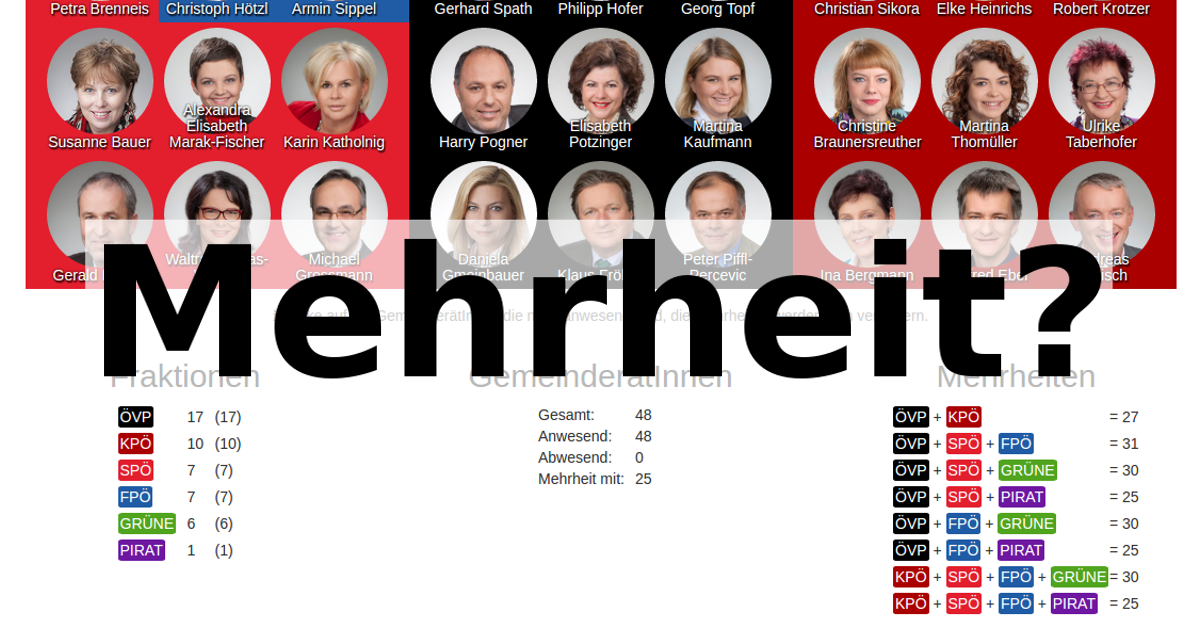 Petra Brenneis Christoph Hötzl Armin Sippel Gerhard Spath Philipp Hofer Georg Topf Christian Sikora Elke Heinrichs Robert Krotzer
Susanne Bauer
Alexandra
Elisabeth
Marak-Fischer
Karin Katholnig
Harry Pogner
Elisabeth
Potzinger
Martina
Kaufmann
Christine
Braunersreuther
Martina
Thomüller
Ulrike
Taberhofer
Gerald
Michael
Daniela
Gmeinbauer
Klaus
Peter Piffl-
Percevic
Ina Bergmann
Mehrheit?
Fraktionen
ÖVP 17 (17)
KPÖ 10 (10)
SPÖ 7 (7)
FPÖ 7 (7)
GRÜNE 6 (6)
PIRAT 1 (1)
GemeinderatInnen
Gesamt: 48
Anwesend: 48
Abwesend: 0
Mehrheit mit: 25
Mehrheiten
ÖVP + KPÖ = 27
ÖVP + SPÖ + FPÖ = 31
ÖVP + SPÖ + GRÜNE = 30
ÖVP + SPÖ + PIRAT = 25
ÖVP + FPÖ + GRÜNE = 30
ÖVP + FPÖ + PIRAT = 25
KPÖ + SPÖ + FPÖ + GRÜNE = 30
KPÖ + SPÖ + FPÖ + PIRAT = 25